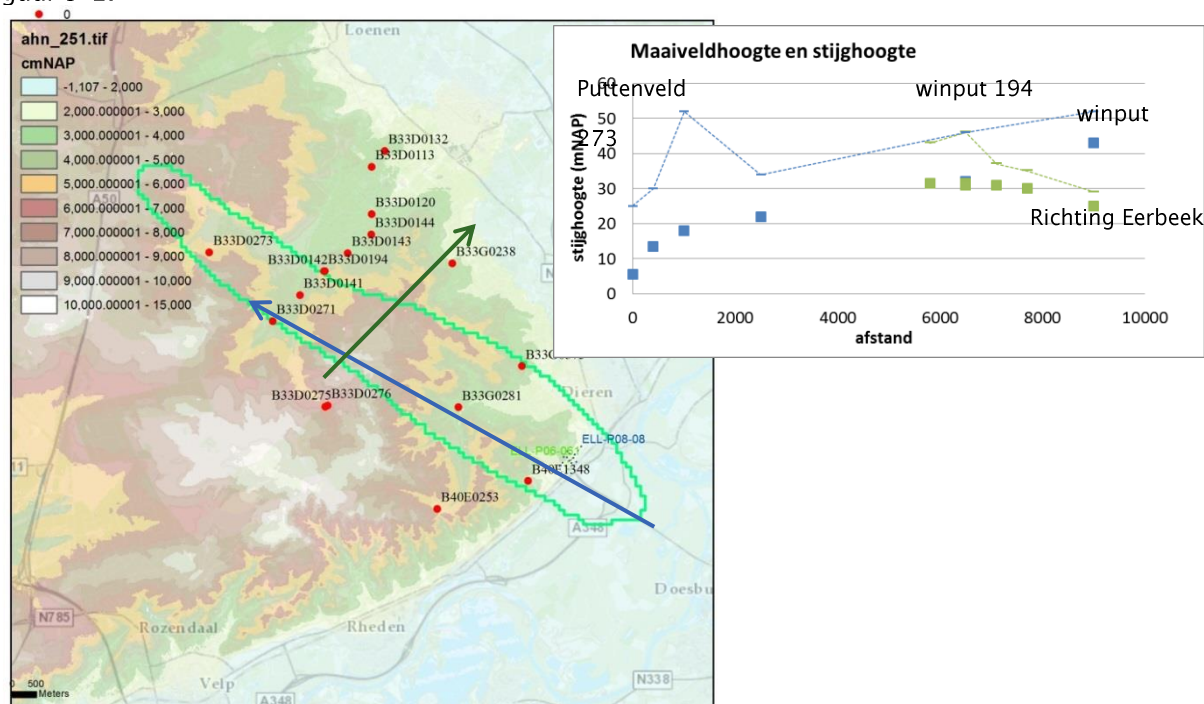 0
ahn_251.tif
cmNAP
-1,107 - 2,000
2,000.000001 - 3,000
3,000.000001 - 4,000
4,000.000001 - 5,000
5,000.000001 - 6,000
6,000.000001 - 7,000
7,000.000001 - 8,000
8,000.000001 - 9,000
9,000.000001 - 10,000
10,000.00001 - 15,000
Loenen
A50
B33D0132
B33D0113
B33D0120
B33D0144
B33D0143
B33D0273
B33D0142
B33D0194
B33G0238
B33D0141
B33D0271
B33D0275
B33D0276
B33G0281
Dieren
ELL-P08-08
B40E1348
B40E0253
A348
Doesbu
N785
Rozendaal
Rheden
Velp
A348
N338
0 500
Meters
Maaiveldhoogte en stijghoogte
stijghoogte (mNAP)
60
50
40
30
20
10
0
0 2000 4000 6000 8000 10000
afstand
Puttenveld
winput 194
winput
273
Richting Eerbeek